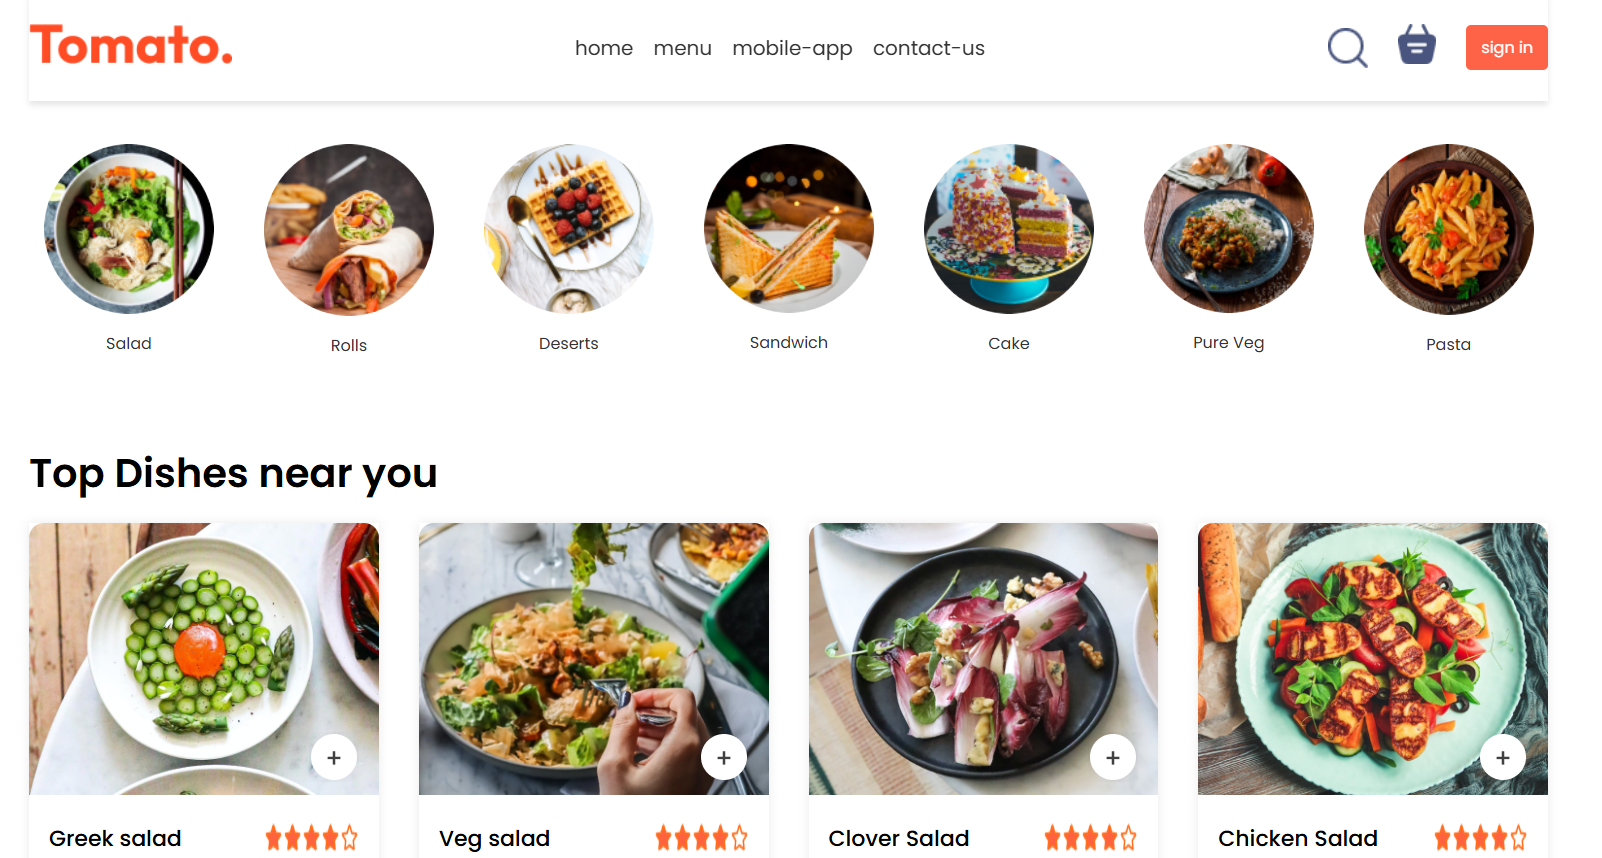 Tomato.
home menu mobile-app contact-us
sign in
Salad
Rolls
Deserts
Sandwich
Cake
Pure Veg
Pasta
Top Dishes near you
Greek salad
Veg salad
Clover Salad
Chicken Salad